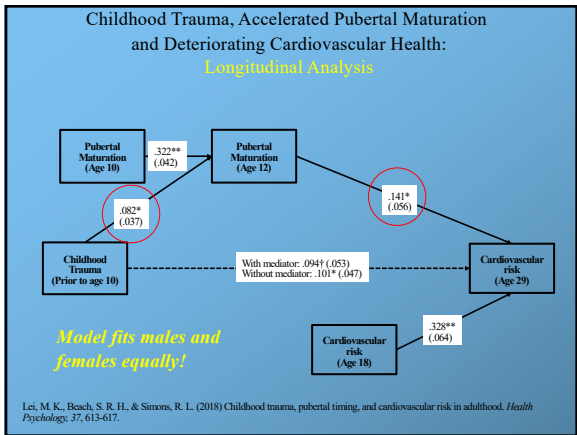 Childhood Trauma, Accelerated Pubertal Maturation
and Deteriorating Cardiovascular Health:
Longitudinal Analysis
Pubertal
Maturation
(Age 10)
.322**
(.042)
Pubertal
Maturation
(Age 12)
.082*
(.037)
.141*
(.056)
Childhood
Trauma
(Prior to age 10)
With mediator: .094† (.053)
Without mediator: .101* (.047)
Cardiovascular
risk
(Age 29)
Model fits males and
females equally!
Cardiovascular
risk
(Age 18)
.328**
(.064)
Lei, M. K., Beach, S. R. H., & Simons, R. L. (2018) Childhood trauma, pubertal timing, and cardiovascular risk in adulthood. Health
Psychology, 37, 613-617.